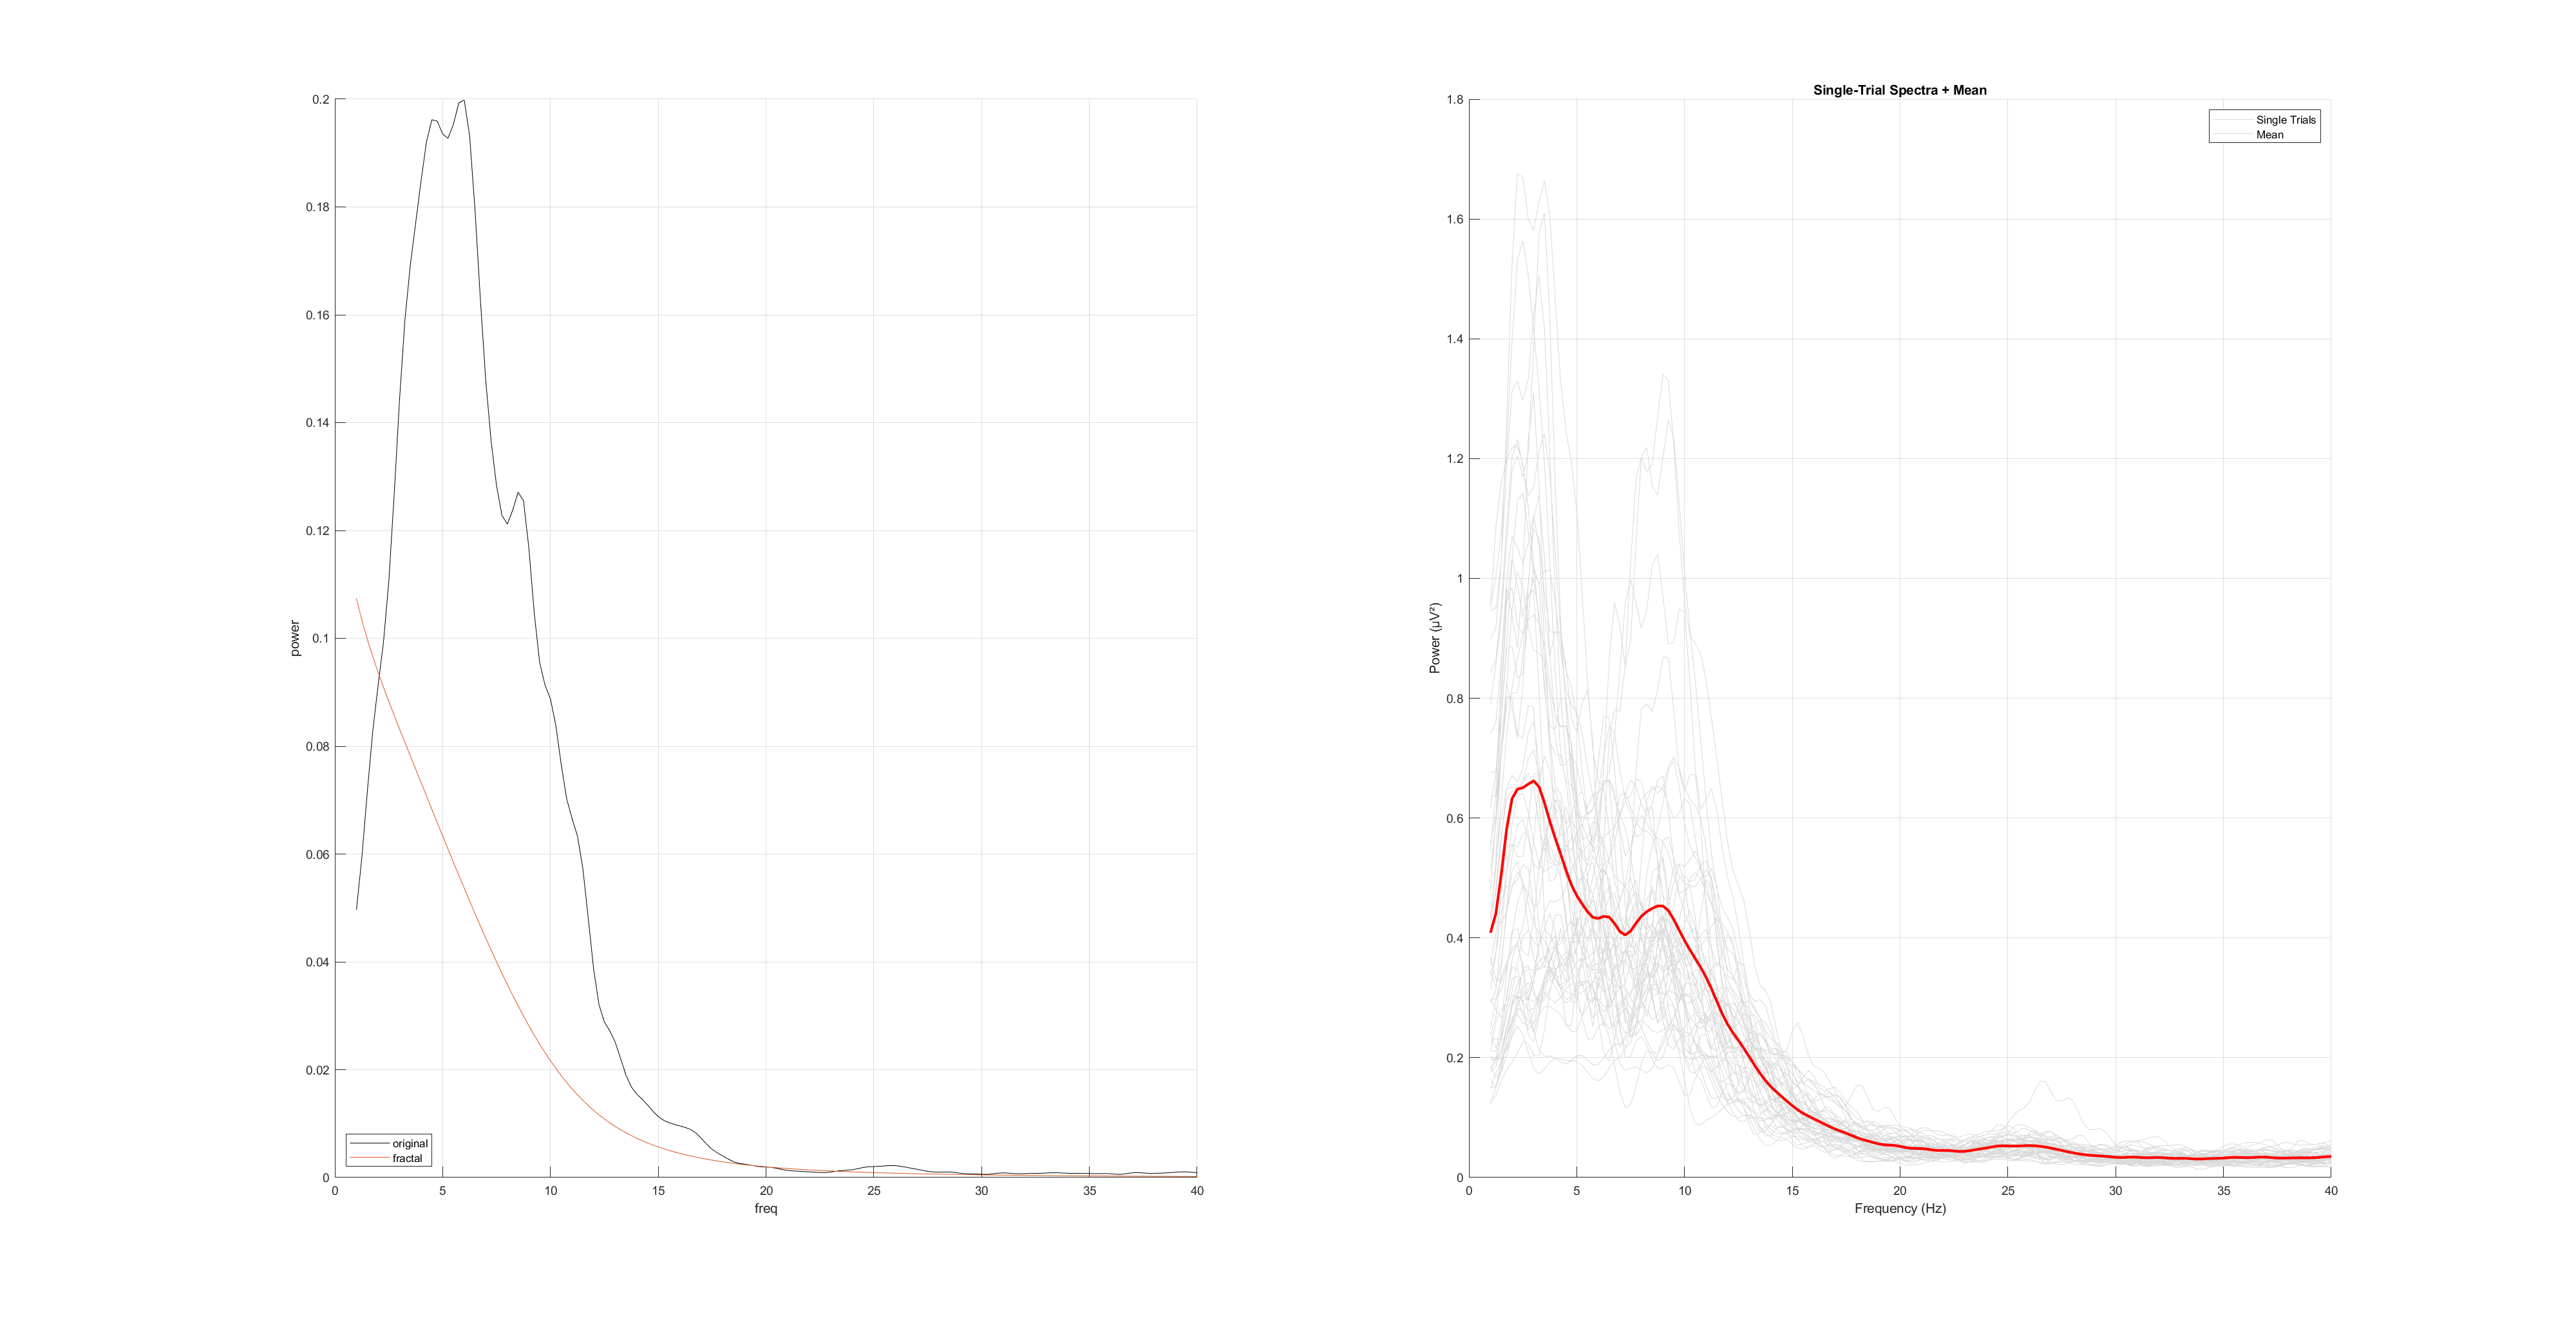 0.2
0.18
0.16
0.14
0.12
0.1
0.08
0.06
0.04
0.02
0
power
original
fractal
0 5 10 15 20 25 30 35 40
freq
Single-Trial Spectra + Mean
1.8
1.6
1.4
1.2
1
0.8
0.6
0.4
0.2
0
Power (µV²)
Single Trials
Mean
0 5 10 15 20 25 30 35 40
Frequency (Hz)